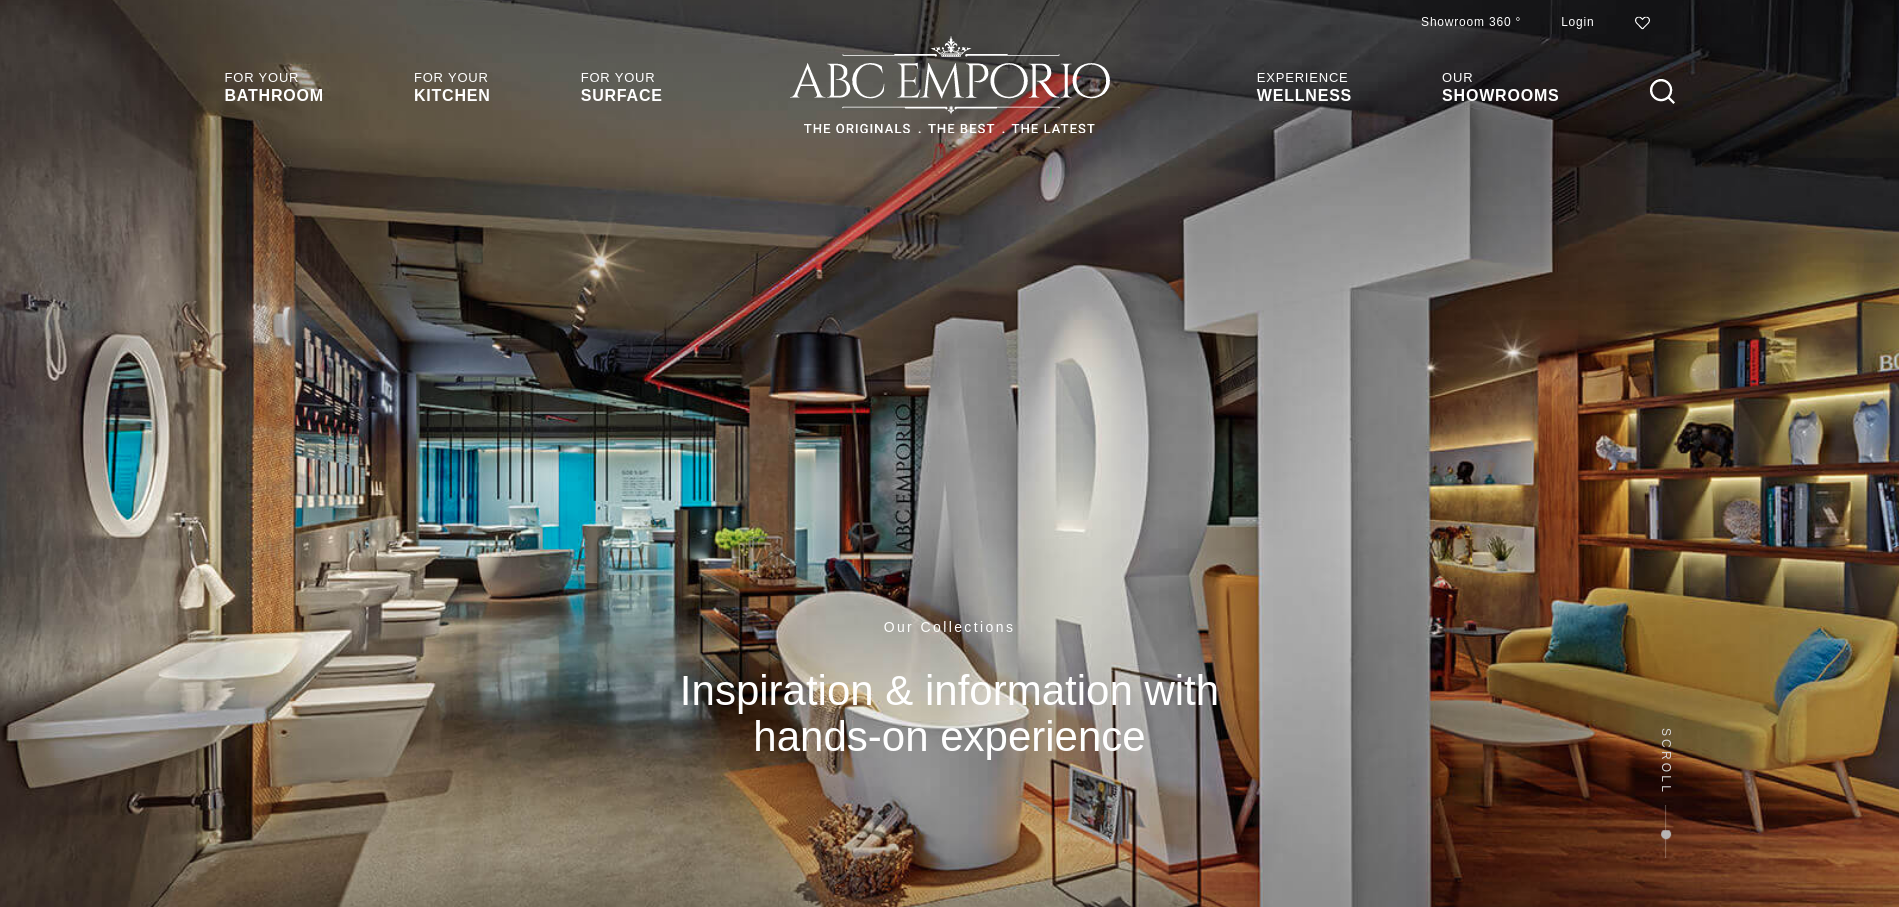 Showroom 360 °
Login
FOR YOUR
BATHROOM
FOR YOUR
KITCHEN
FOR YOUR
SURFACE
ABC EMPORIO
THE ORIGINALS . THE BEST . THE LATEST
EXPERIENCE
WELLNESS
OUR
SHOWROOMS
ART
ABC EMPORIO
Our Collections
Inspiration & information with
hands-on experience
SCROLL